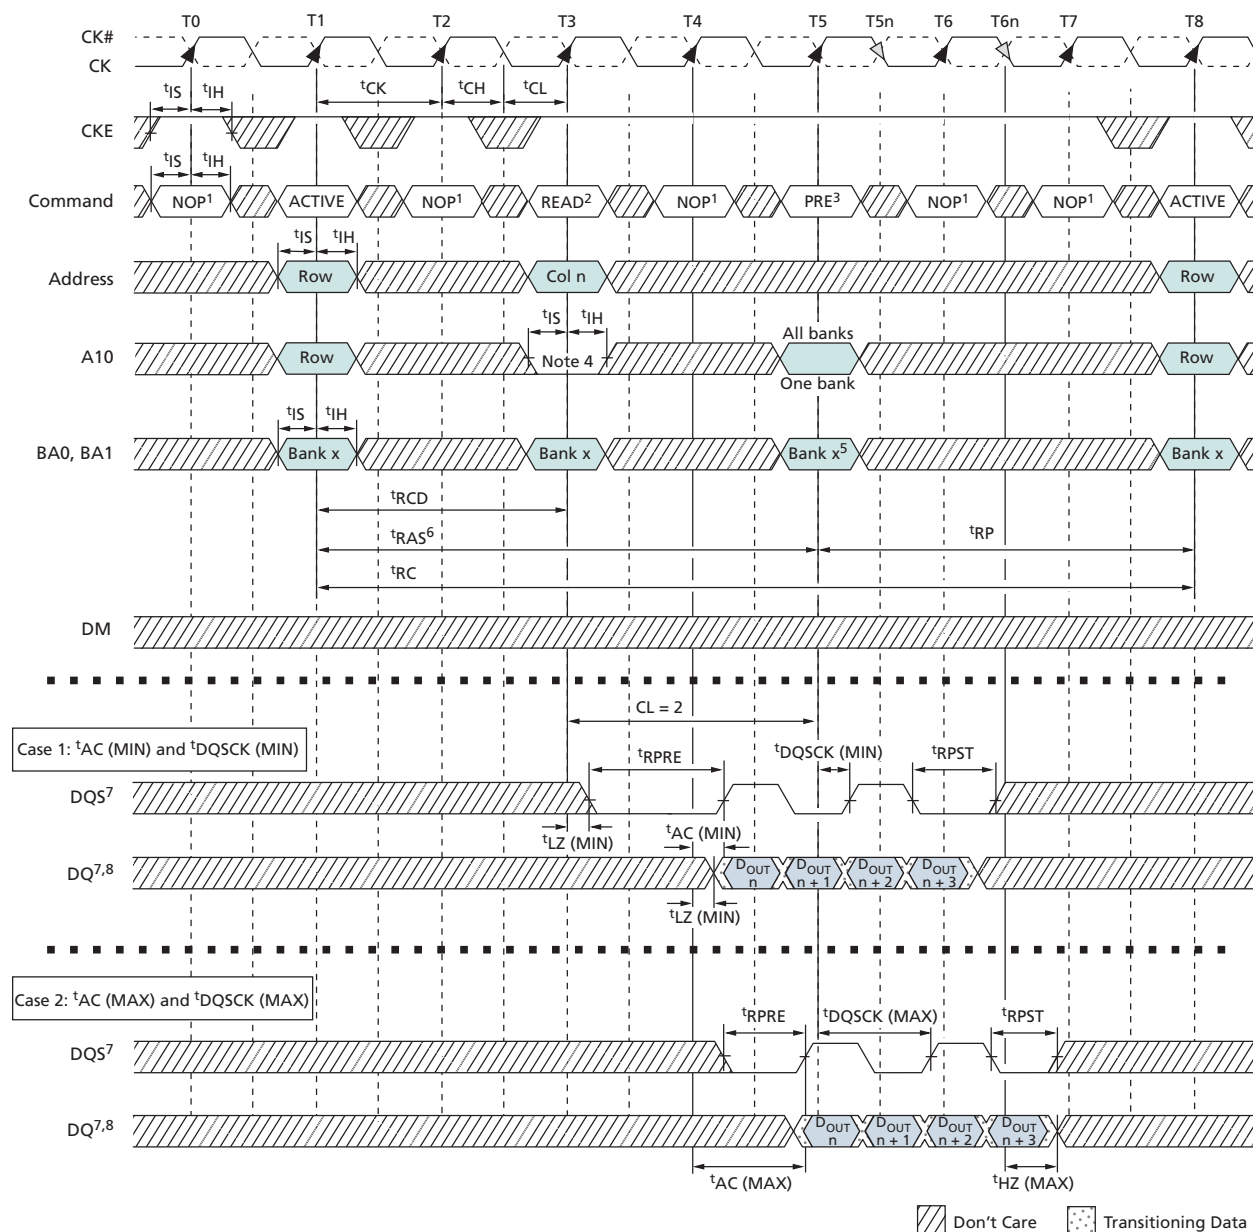 T0 T1 T2 T3 T4 T5 T5n T6 T6n T7 T8
CK#
CK
tIS tIH tCK tCH tCL
CKE
tIS tIH
Command NOP1 ACTIVE NOP1 READ2 NOP1 PRE3 NOP1 NOP1 ACTIVE
tIS tIH
Address Row Col n Row
tIS tIH All banks
A10 Row Note 4 Row
One bank
tIS tIH
BA0, BA1 Bank x Bank x Bank x5 Bank x
tRCD
tRAS6 tRP
tRC
DM
CL = 2
Case 1: tAC (MIN) and tDQSCK (MIN)
tRPRE tDQSCK (MIN) tRPST
DQS7
tLZ (MIN) tAC (MIN)
DQ7,8 DOUT n DOUT n + 1 DOUT n + 2 DOUT n + 3
tLZ (MIN)
Case 2: tAC (MAX) and tDQSCK (MAX)
tRPRE tDQSCK (MAX) tRPST
DQS7
DQ7,8 DOUT n DOUT n + 1 DOUT n + 2 DOUT n + 3
tAC (MAX) tHZ (MAX)
Don't Care Transitioning Data